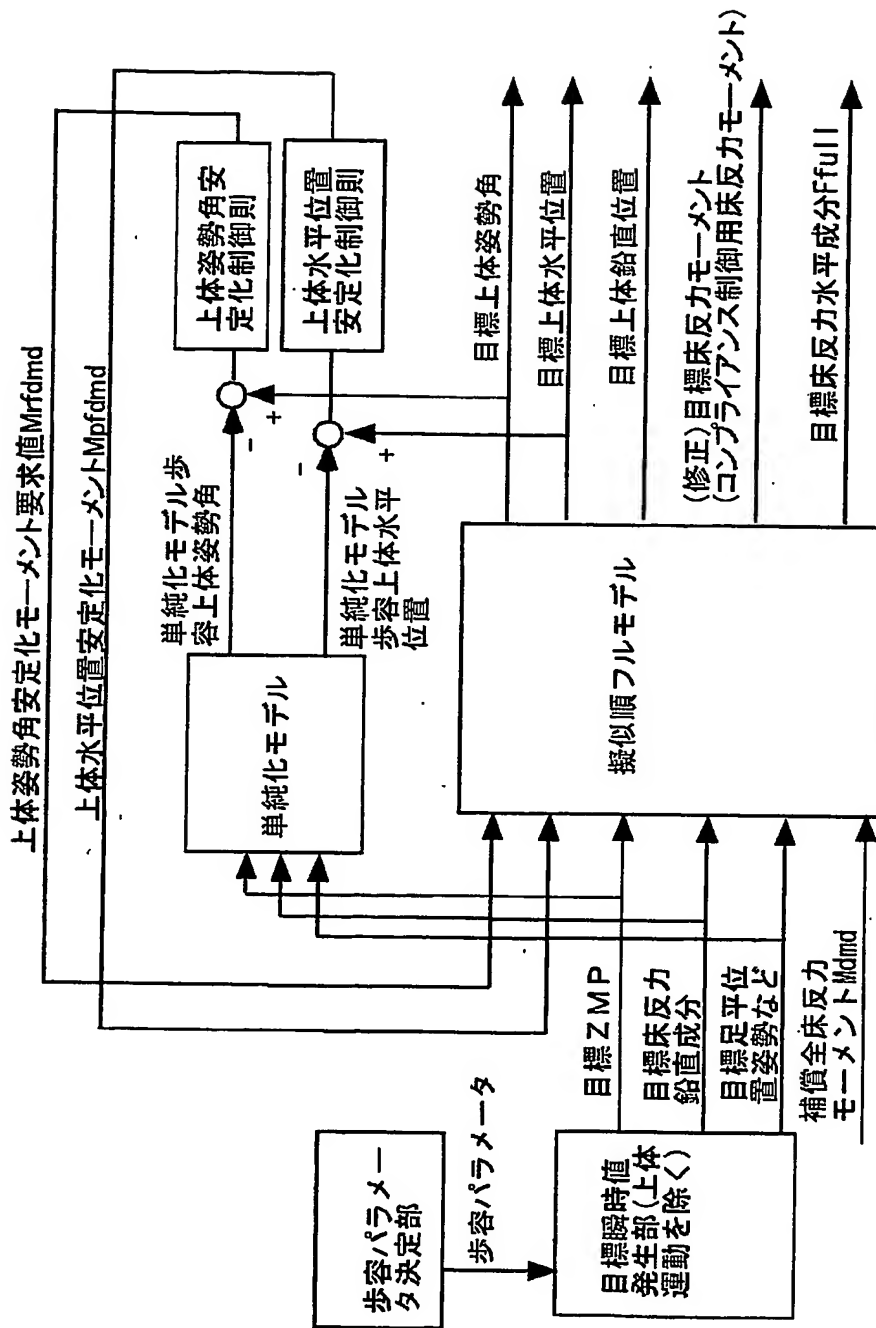 上体姿勢角安定化モーメント要求値Mrfdmd
上体水平位置安定化モーメントMpfdmd
上体姿勢角安
定化制御則
上体水平位置
安定化制御則
単純化モデル歩
容上体姿勢角
単純化モデル
歩容上体水平
位置
-
+
-
+
単純化モデル
歩容パラメー
タ決定部
歩容パラメータ
目標瞬時値
発生部(上体
運動を除く)
目標ZMP
目標床反力
鉛直成分
目標足平位
置姿勢など
補償全床反力
モーメントMdmd
擬似順フルモデル
目標上体姿勢角
目標上体水平位置
目標上体鉛直位置
(修正)目標床反力モーメント
(コンプライアンス制御用床反力モーメント)
目標床反力水平成分Ffull